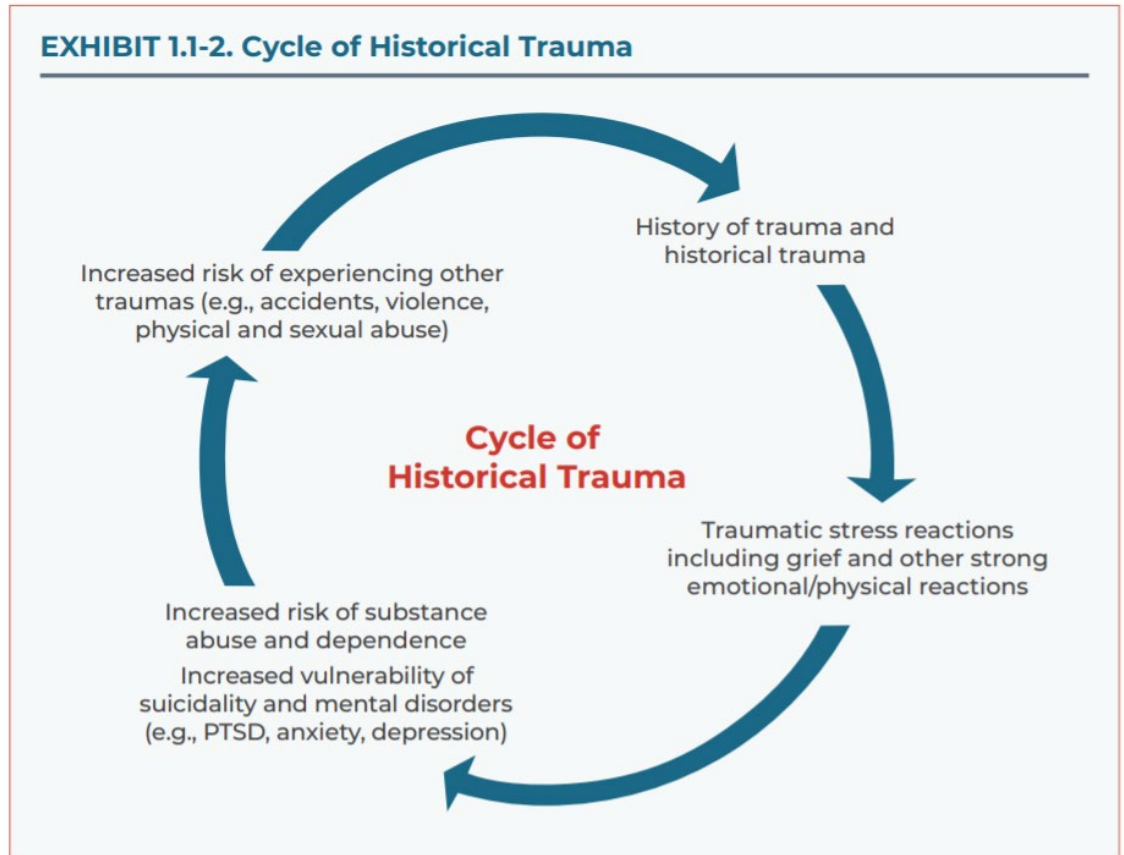 EXHIBIT 1.1-2. Cycle of Historical Trauma
History of trauma and
historical trauma
Increased risk of experiencing other
traumas (e.g., accidents, violence,
physical and sexual abuse)
Cycle of
Historical Trauma
Traumatic stress reactions
including grief and other strong
emotional/physical reactions
Increased risk of substance
abuse and dependence
Increased vulnerability of
suicidality and mental disorders
(e.g., PTSD, anxiety, depression)